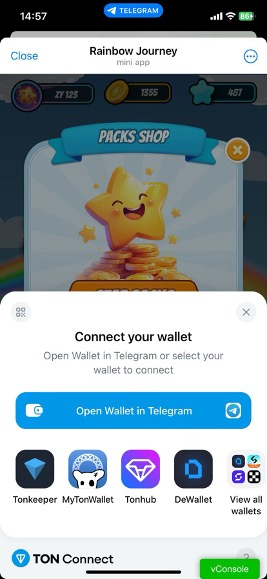 14:57
TELEGRAM
86+
Close
Rainbow Journey
mini app
ZY 123
1355
487
PACKS SHOP
Connect your wallet
Open Wallet in Telegram or select your
wallet to connect
Open Wallet in Telegram
Tonkeeper
MyTonWallet
Tonhub
DeWallet
View all
wallets
TON Connect
?
vConsole